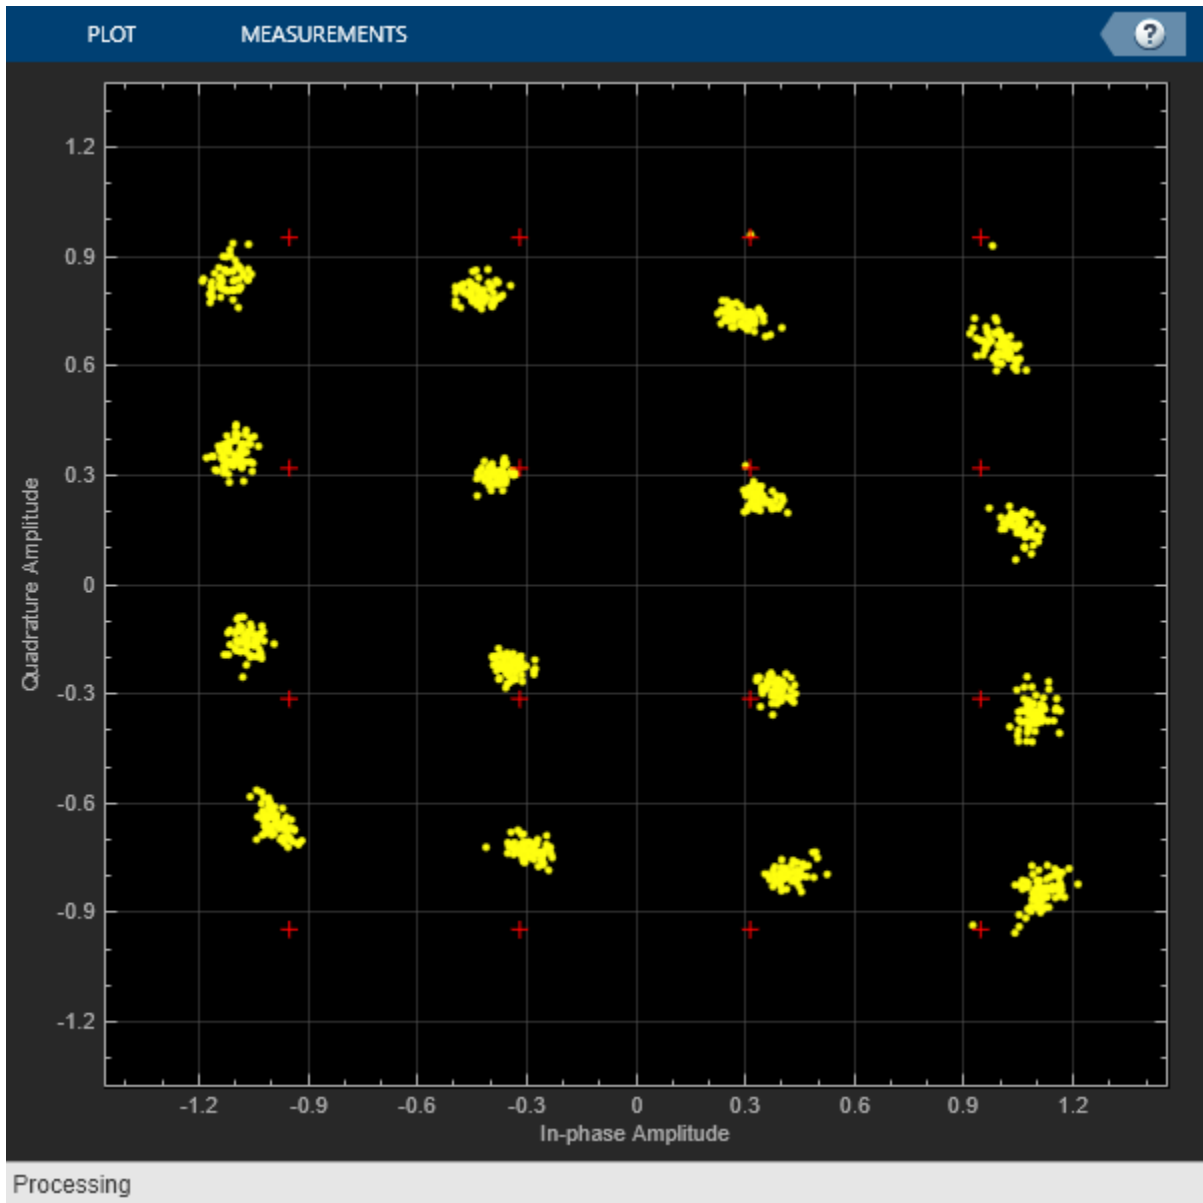 PLOT MEASUREMENTS ?
1.2
0.9
0.6
0.3
0
-0.3
-0.6
-0.9
-1.2
Quadrature Amplitude
-1.2 -0.9 -0.6 -0.3 0 0.3 0.6 0.9 1.2
In-phase Amplitude
Processing